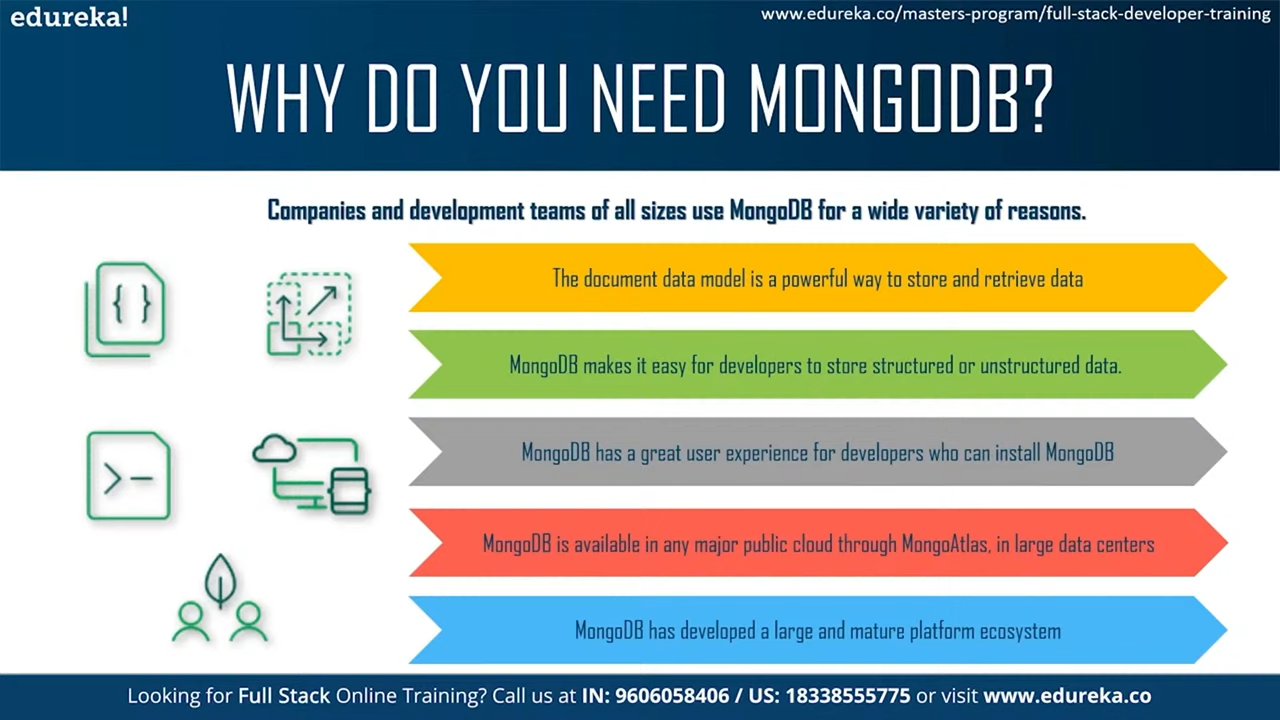 edureka!
www.edureka.co/masters-program/full-stack-developer-training
WHY DO YOU NEED MONGODB?
Companies and development teams of all sizes use MongoDB for a wide variety of reasons.
The document data model is a powerful way to store and retrieve data
MongoDB makes it easy for developers to store structured or unstructured data.
MongoDB has a great user experience for developers who can install MongoDB
MongoDB is available in any major public cloud through MongoAtlas, in large data centers
MongoDB has developed a large and mature platform ecosystem
Looking for Full Stack Online Training? Call us at IN: 9606058406 / US: 18338555775 or visit www.edureka.co